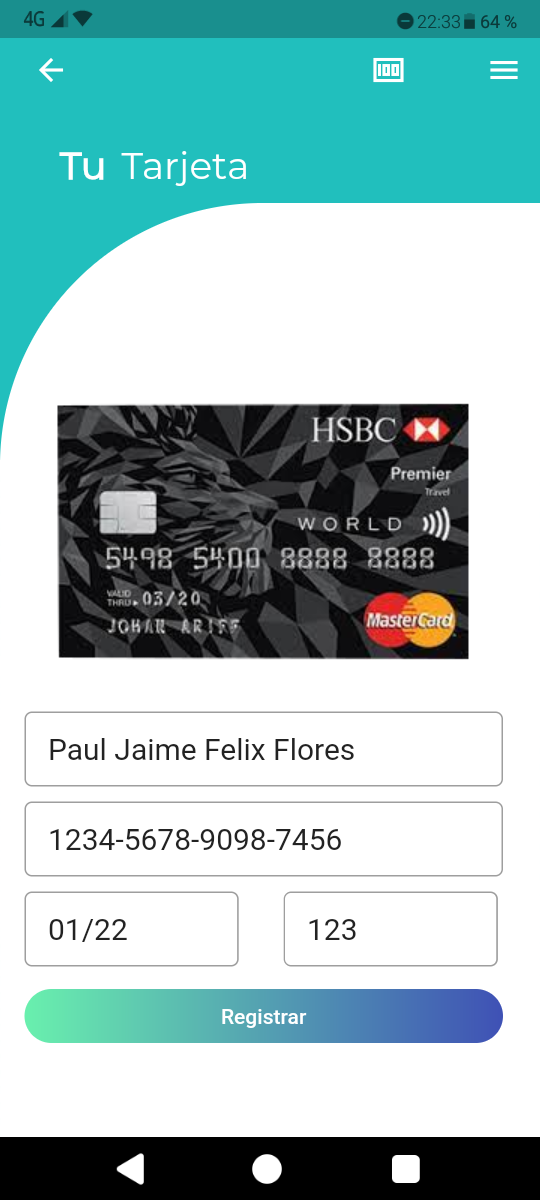 4G 22:33 64 %
100
Tu Tarjeta
HSBC
Premier
Travel
WORLD
5498 5400 8888 8888
VALID THRU 03/20
JOHAN ARIFF
MasterCard
Paul Jaime Felix Flores
1234-5678-9098-7456
01/22 123
Registrar